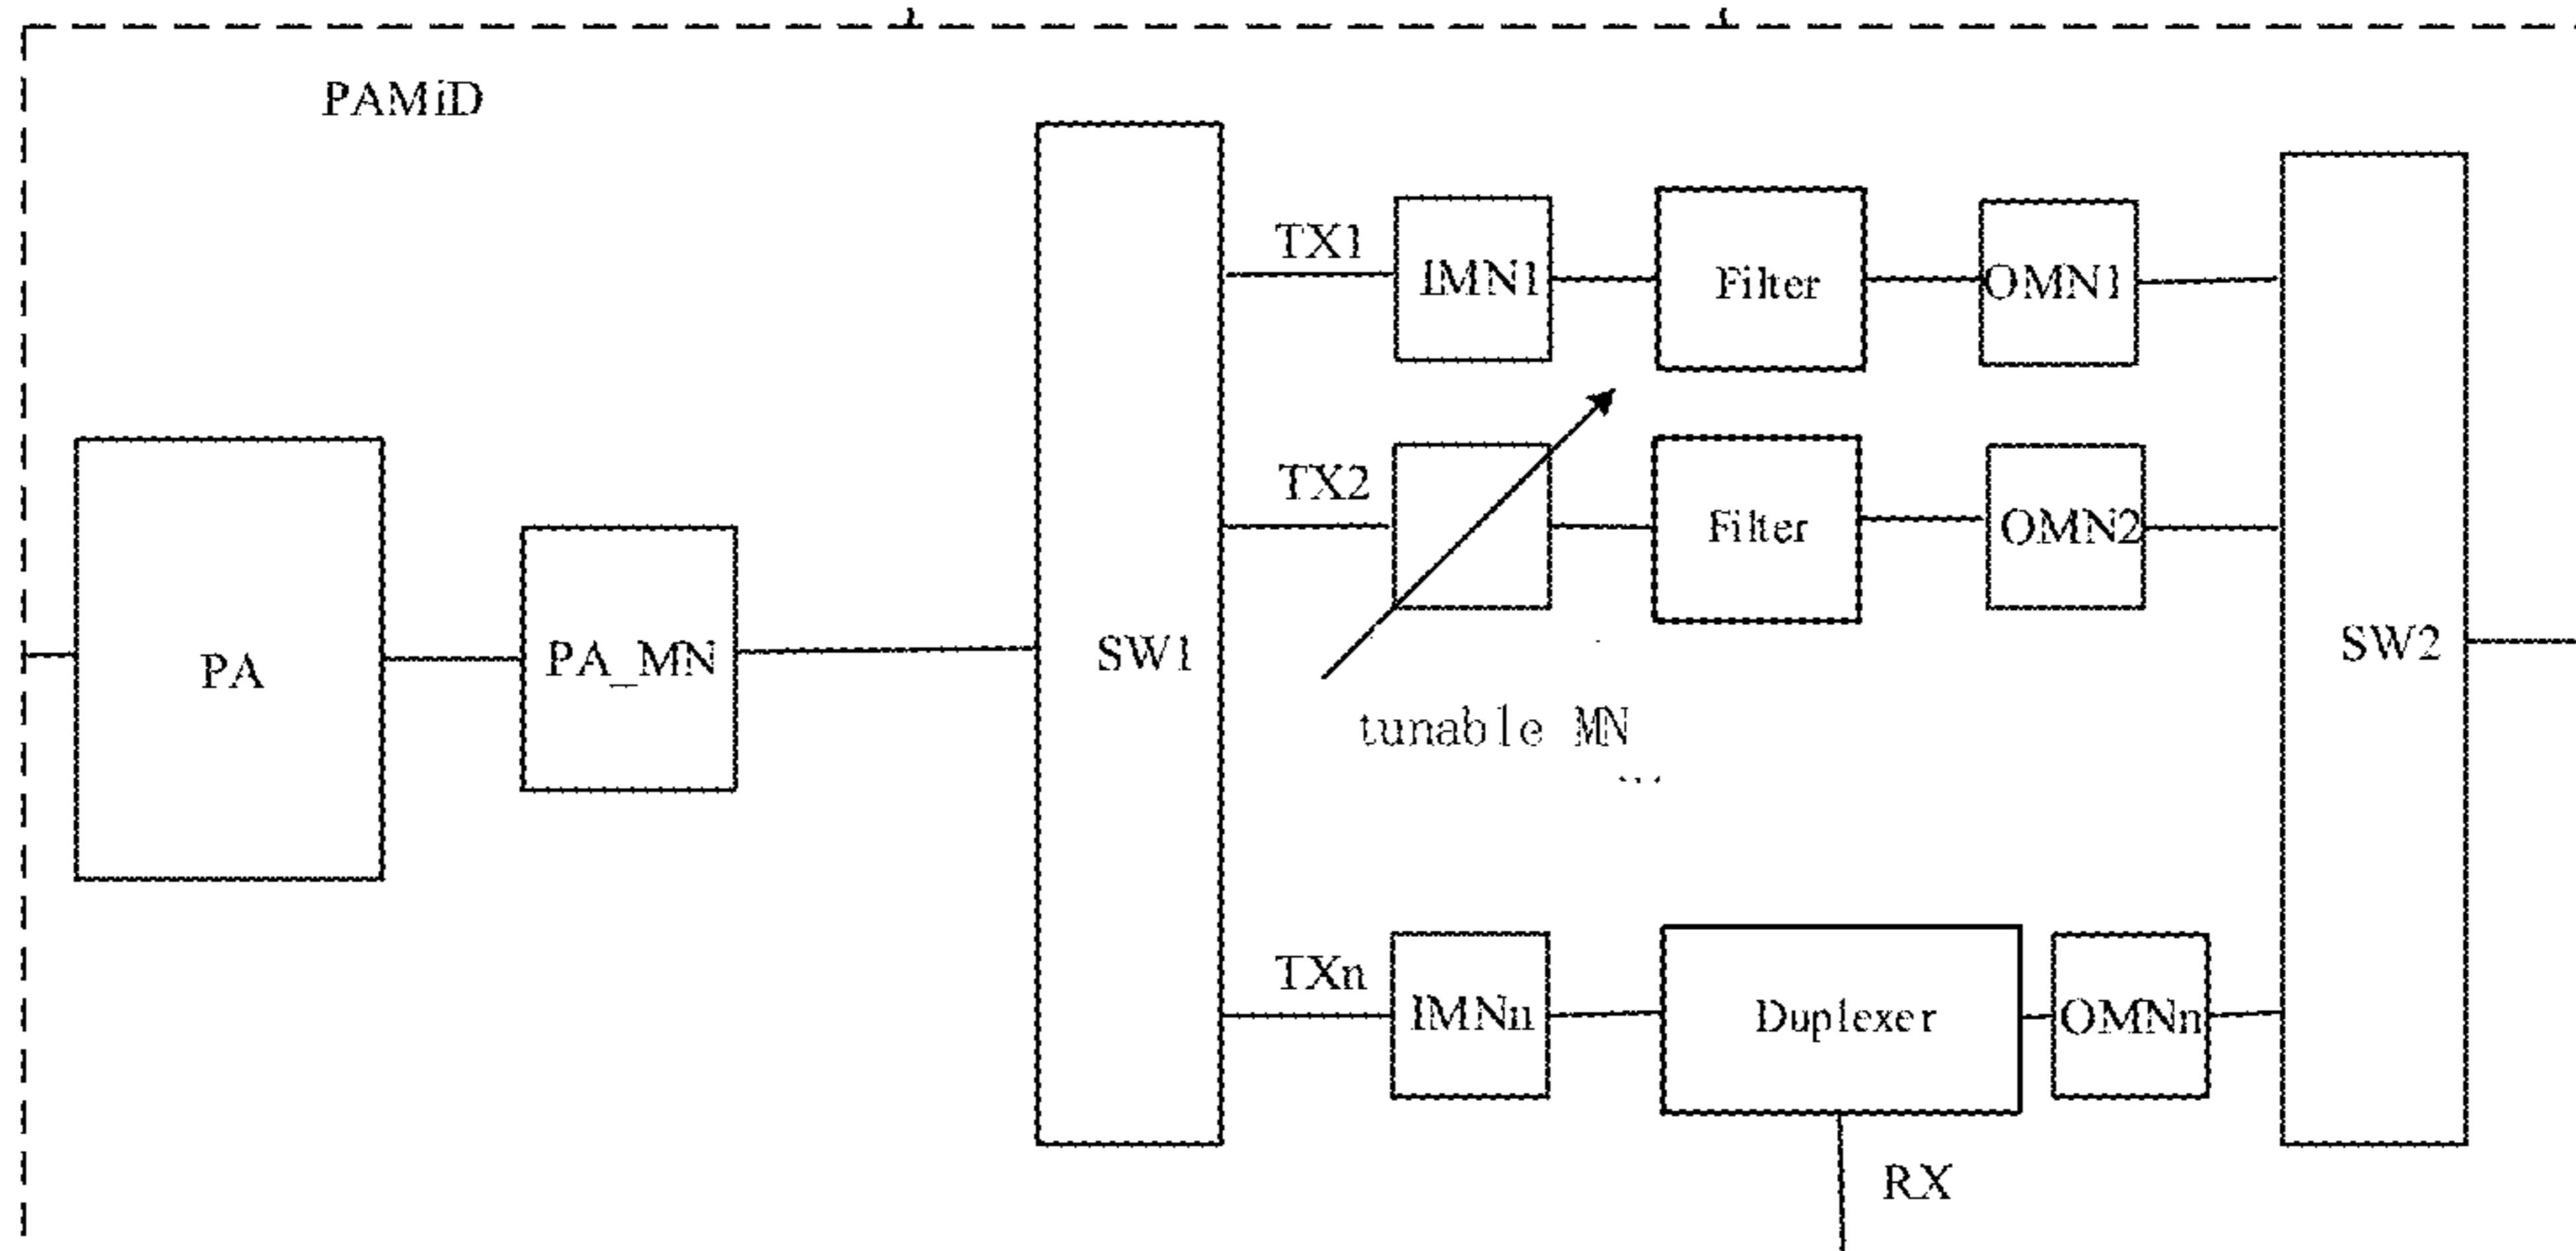 PAMiD
TX1
IMN1
Filter
OMN1
TX2
Filter
OMN2
PA
PA_MN
SW1
SW2
tunable MN
...
TXn
IMNn
Duplexer
OMNn
RX